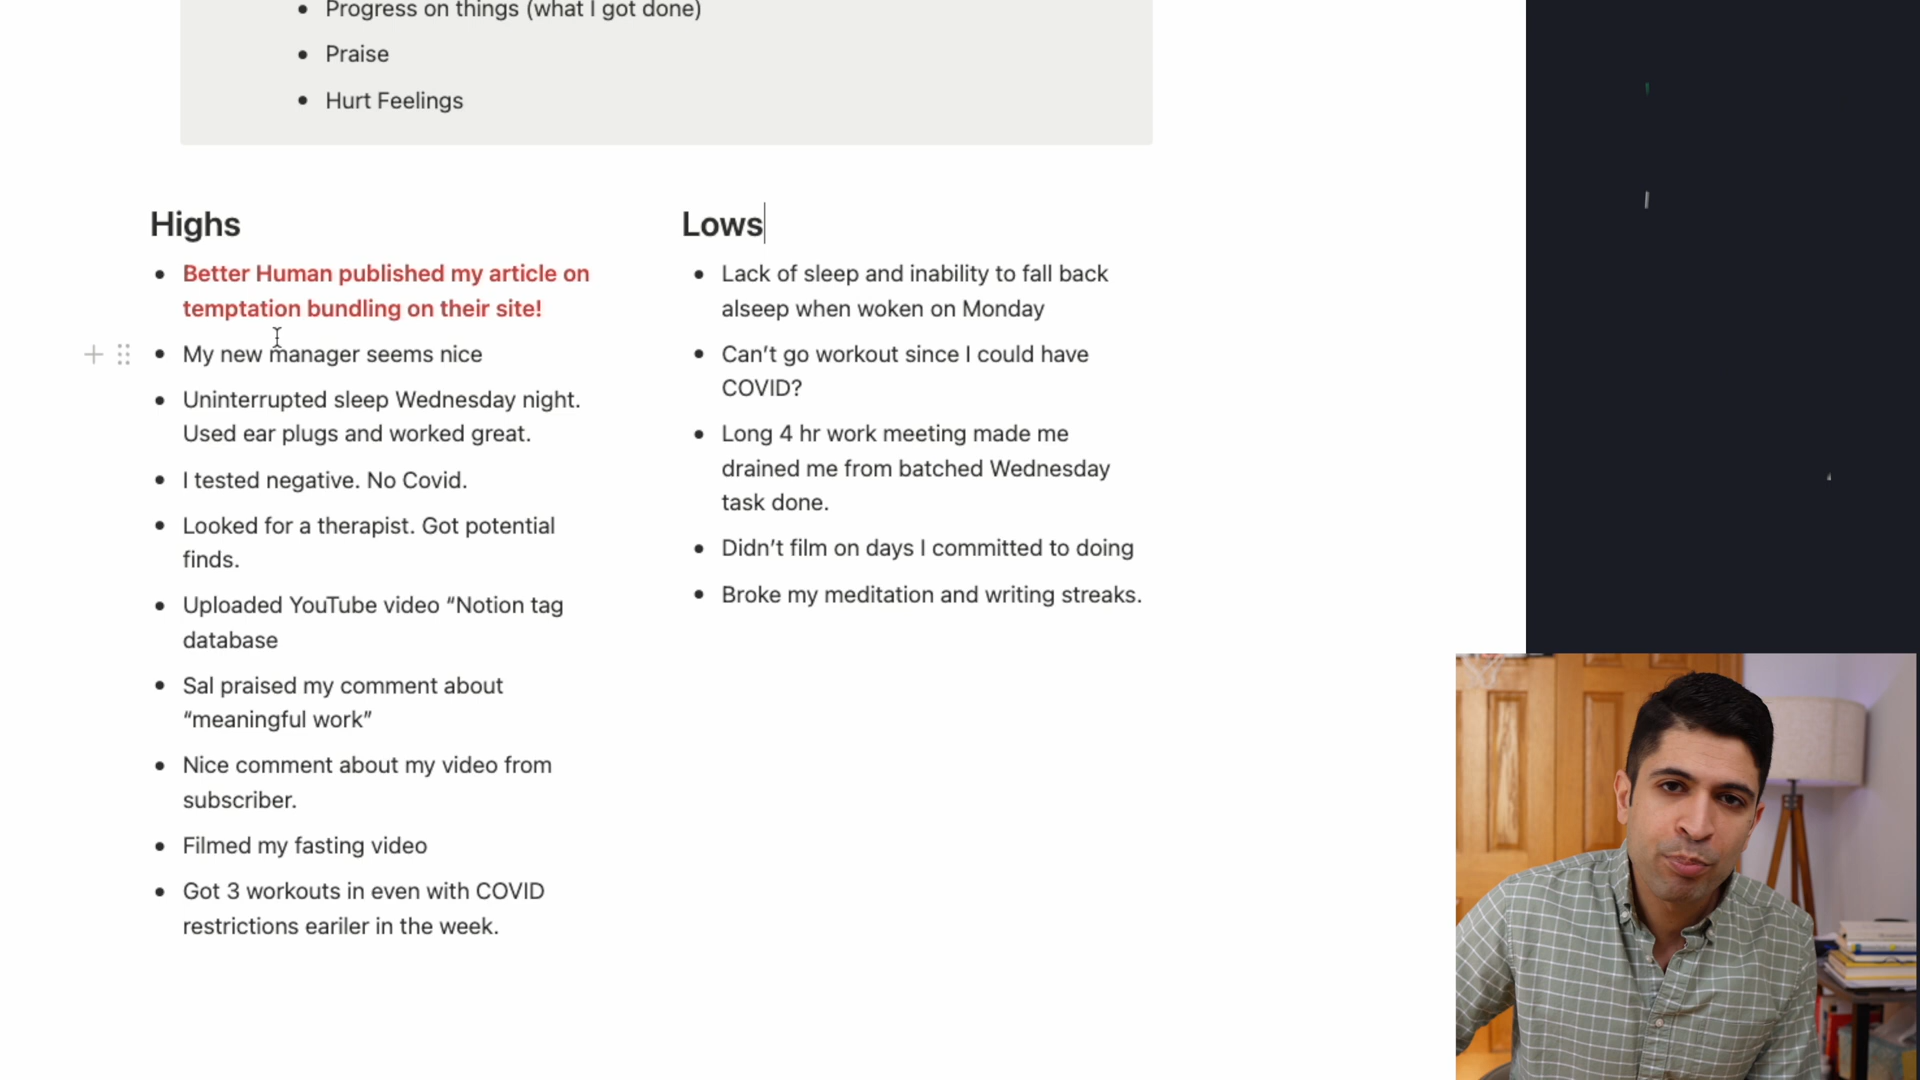 Progress on things (what I got done)
Praise
Hurt Feelings
Highs
Better Human published my article on
temptation bundling on their site!
My new manager seems nice
Uninterrupted sleep Wednesday night.
Used ear plugs and worked great.
I tested negative. No Covid.
Looked for a therapist. Got potential
finds.
Uploaded YouTube video “Notion tag
database
Sal praised my comment about
“meaningful work”
Nice comment about my video from
subscriber.
Filmed my fasting video
Got 3 workouts in even with COVID
restrictions eariler in the week.
Lows
Lack of sleep and inability to fall back
alseep when woken on Monday
Can’t go workout since I could have
COVID?
Long 4 hr work meeting made me
drained me from batched Wednesday
task done.
Didn’t film on days I committed to doing
Broke my meditation and writing streaks.